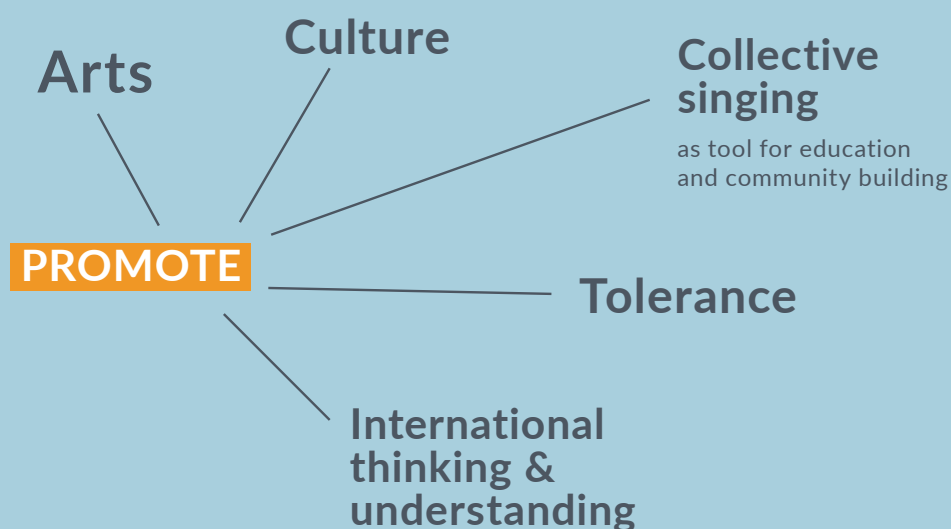 Arts
Culture
Collective
singing
as tool for education
and community building
PROMOTE
Tolerance
International
thinking &
understanding